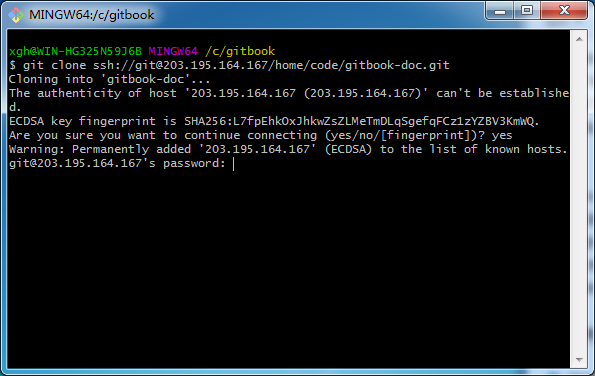 MINGW64:/c/gitbook
xgh@WIN-HG325N59J6B MINGW64 /c/gitbook
$ git clone ssh://git@203.195.164.167/home/code/gitbook-doc.git
Cloning into 'gitbook-doc'...
The authenticity of host '203.195.164.167 (203.195.164.167)' can't be establishe
d.
ECDSA key fingerprint is SHA256:L7fpEhkOxJhkwZsZLMeTmDLqSgefqFCz1zYZBV3KmWQ.
Are you sure you want to continue connecting (yes/no/[fingerprint])? yes
Warning: Permanently added '203.195.164.167' (ECDSA) to the list of known hosts.
git@203.195.164.167's password: